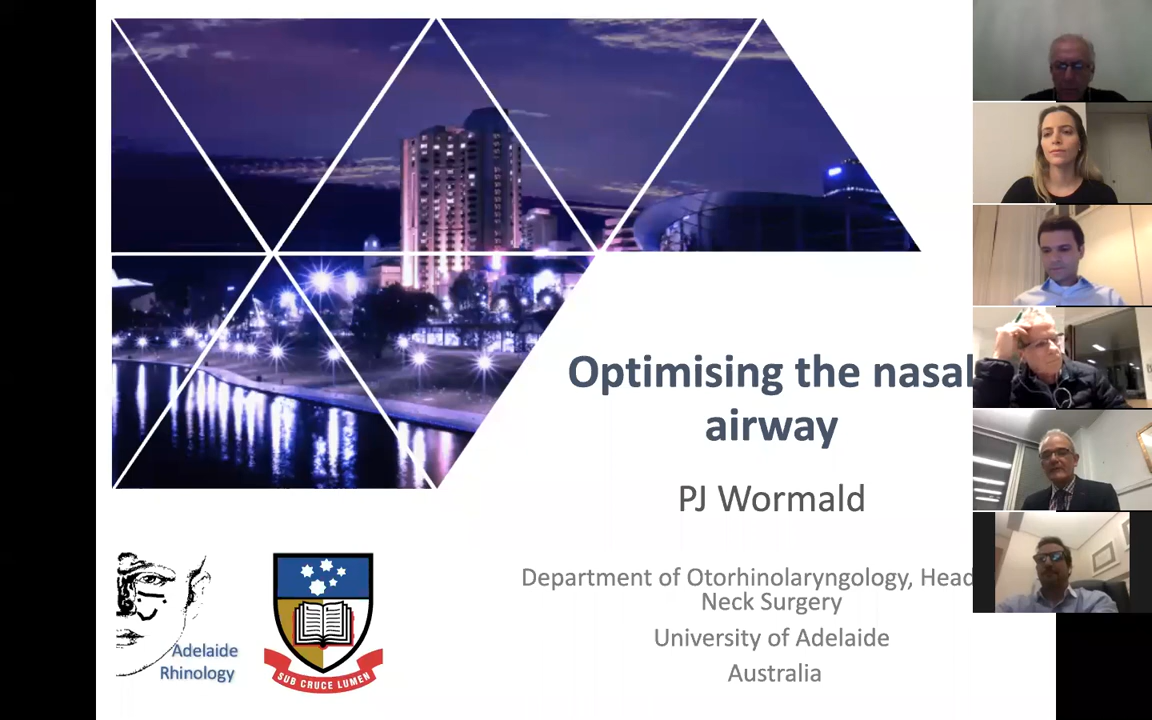 Optimising the nasal
airway
PJ Wormald
Department of Otorhinolaryngology, Head
Neck Surgery
University of Adelaide
Australia
Adelaide
Rhinology
SUB CRUCE LUMEN